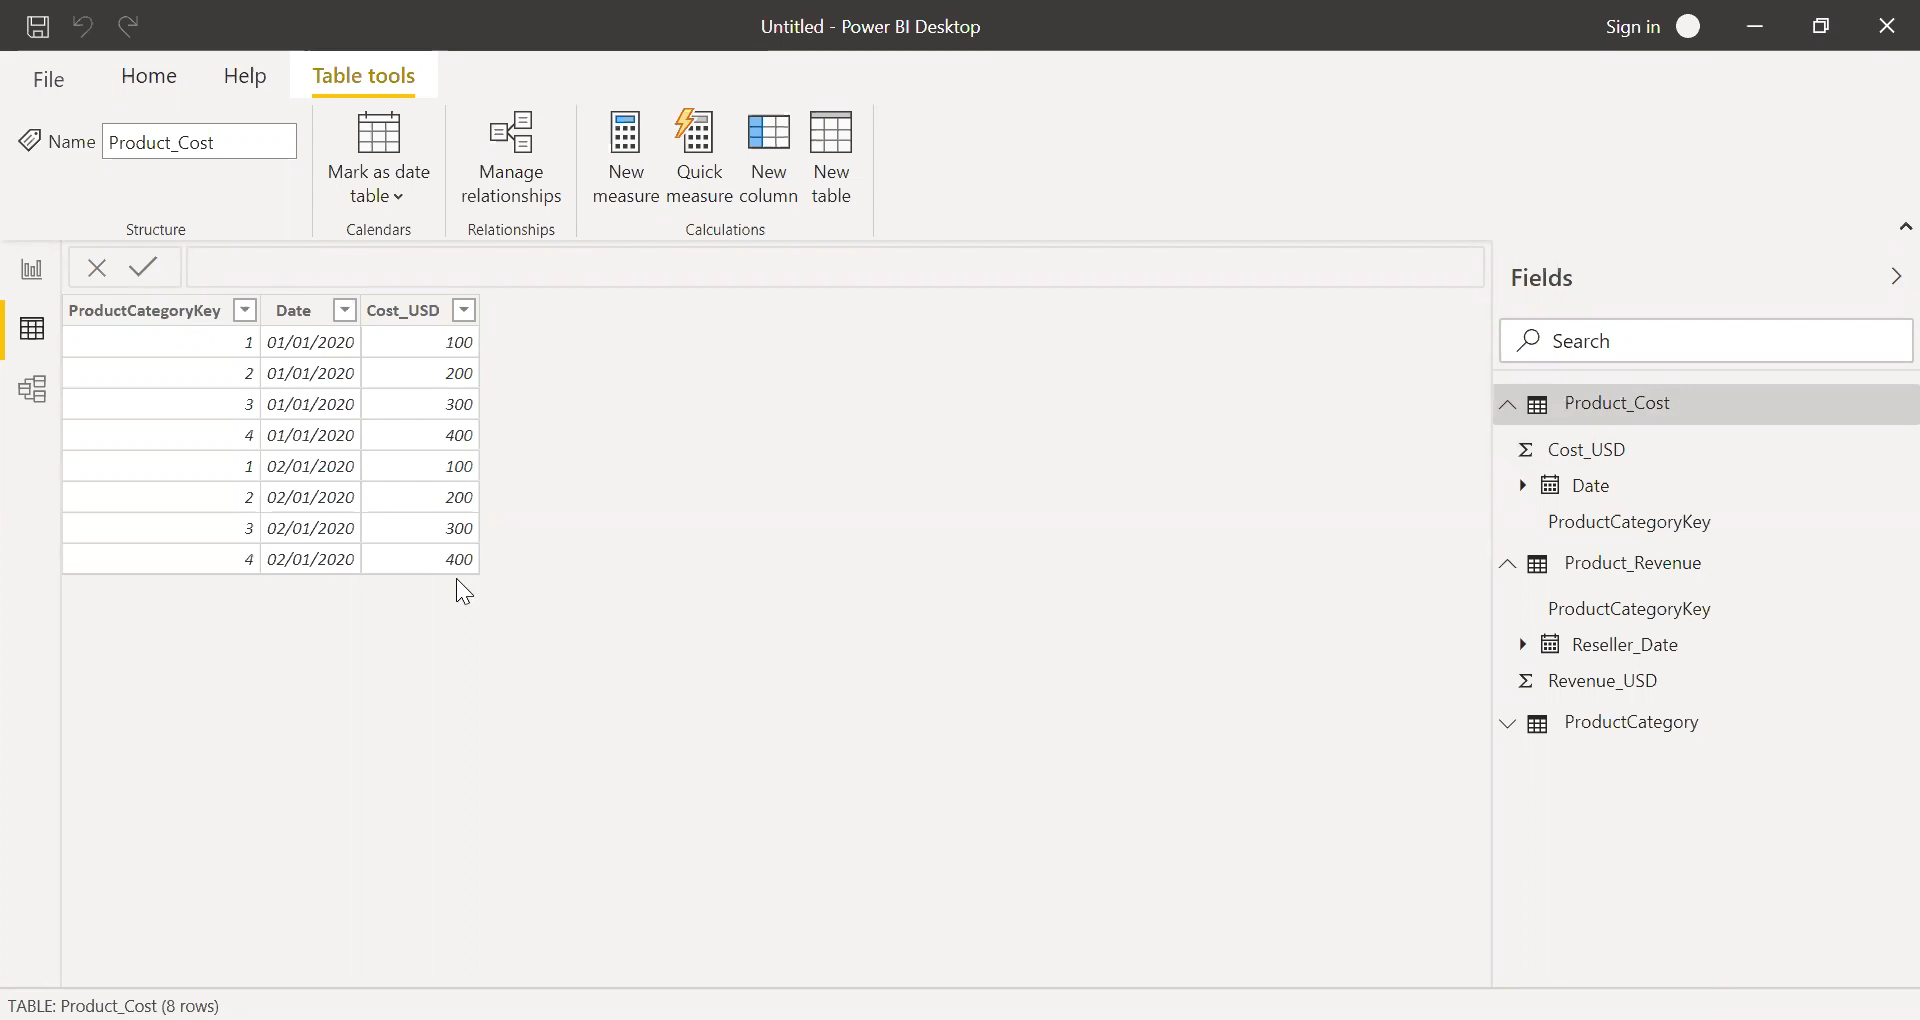 Untitled - Power BI Desktop
Sign in
File
Home
Help
Table tools
Name
Product_Cost
Mark as date
table
Manage
relationships
New
measure
Quick
measure
New
column
New
table
Structure
Calendars
Relationships
Calculations
ProductCategoryKey Date Cost_USD
1 01/01/2020 100
2 01/01/2020 200
3 01/01/2020 300
4 01/01/2020 400
1 02/01/2020 100
2 02/01/2020 200
3 02/01/2020 300
4 02/01/2020 400
Fields
Search
Product_Cost
Σ Cost_USD
Date
ProductCategoryKey
Product_Revenue
ProductCategoryKey
Reseller_Date
Σ Revenue_USD
ProductCategory
TABLE: Product_Cost (8 rows)